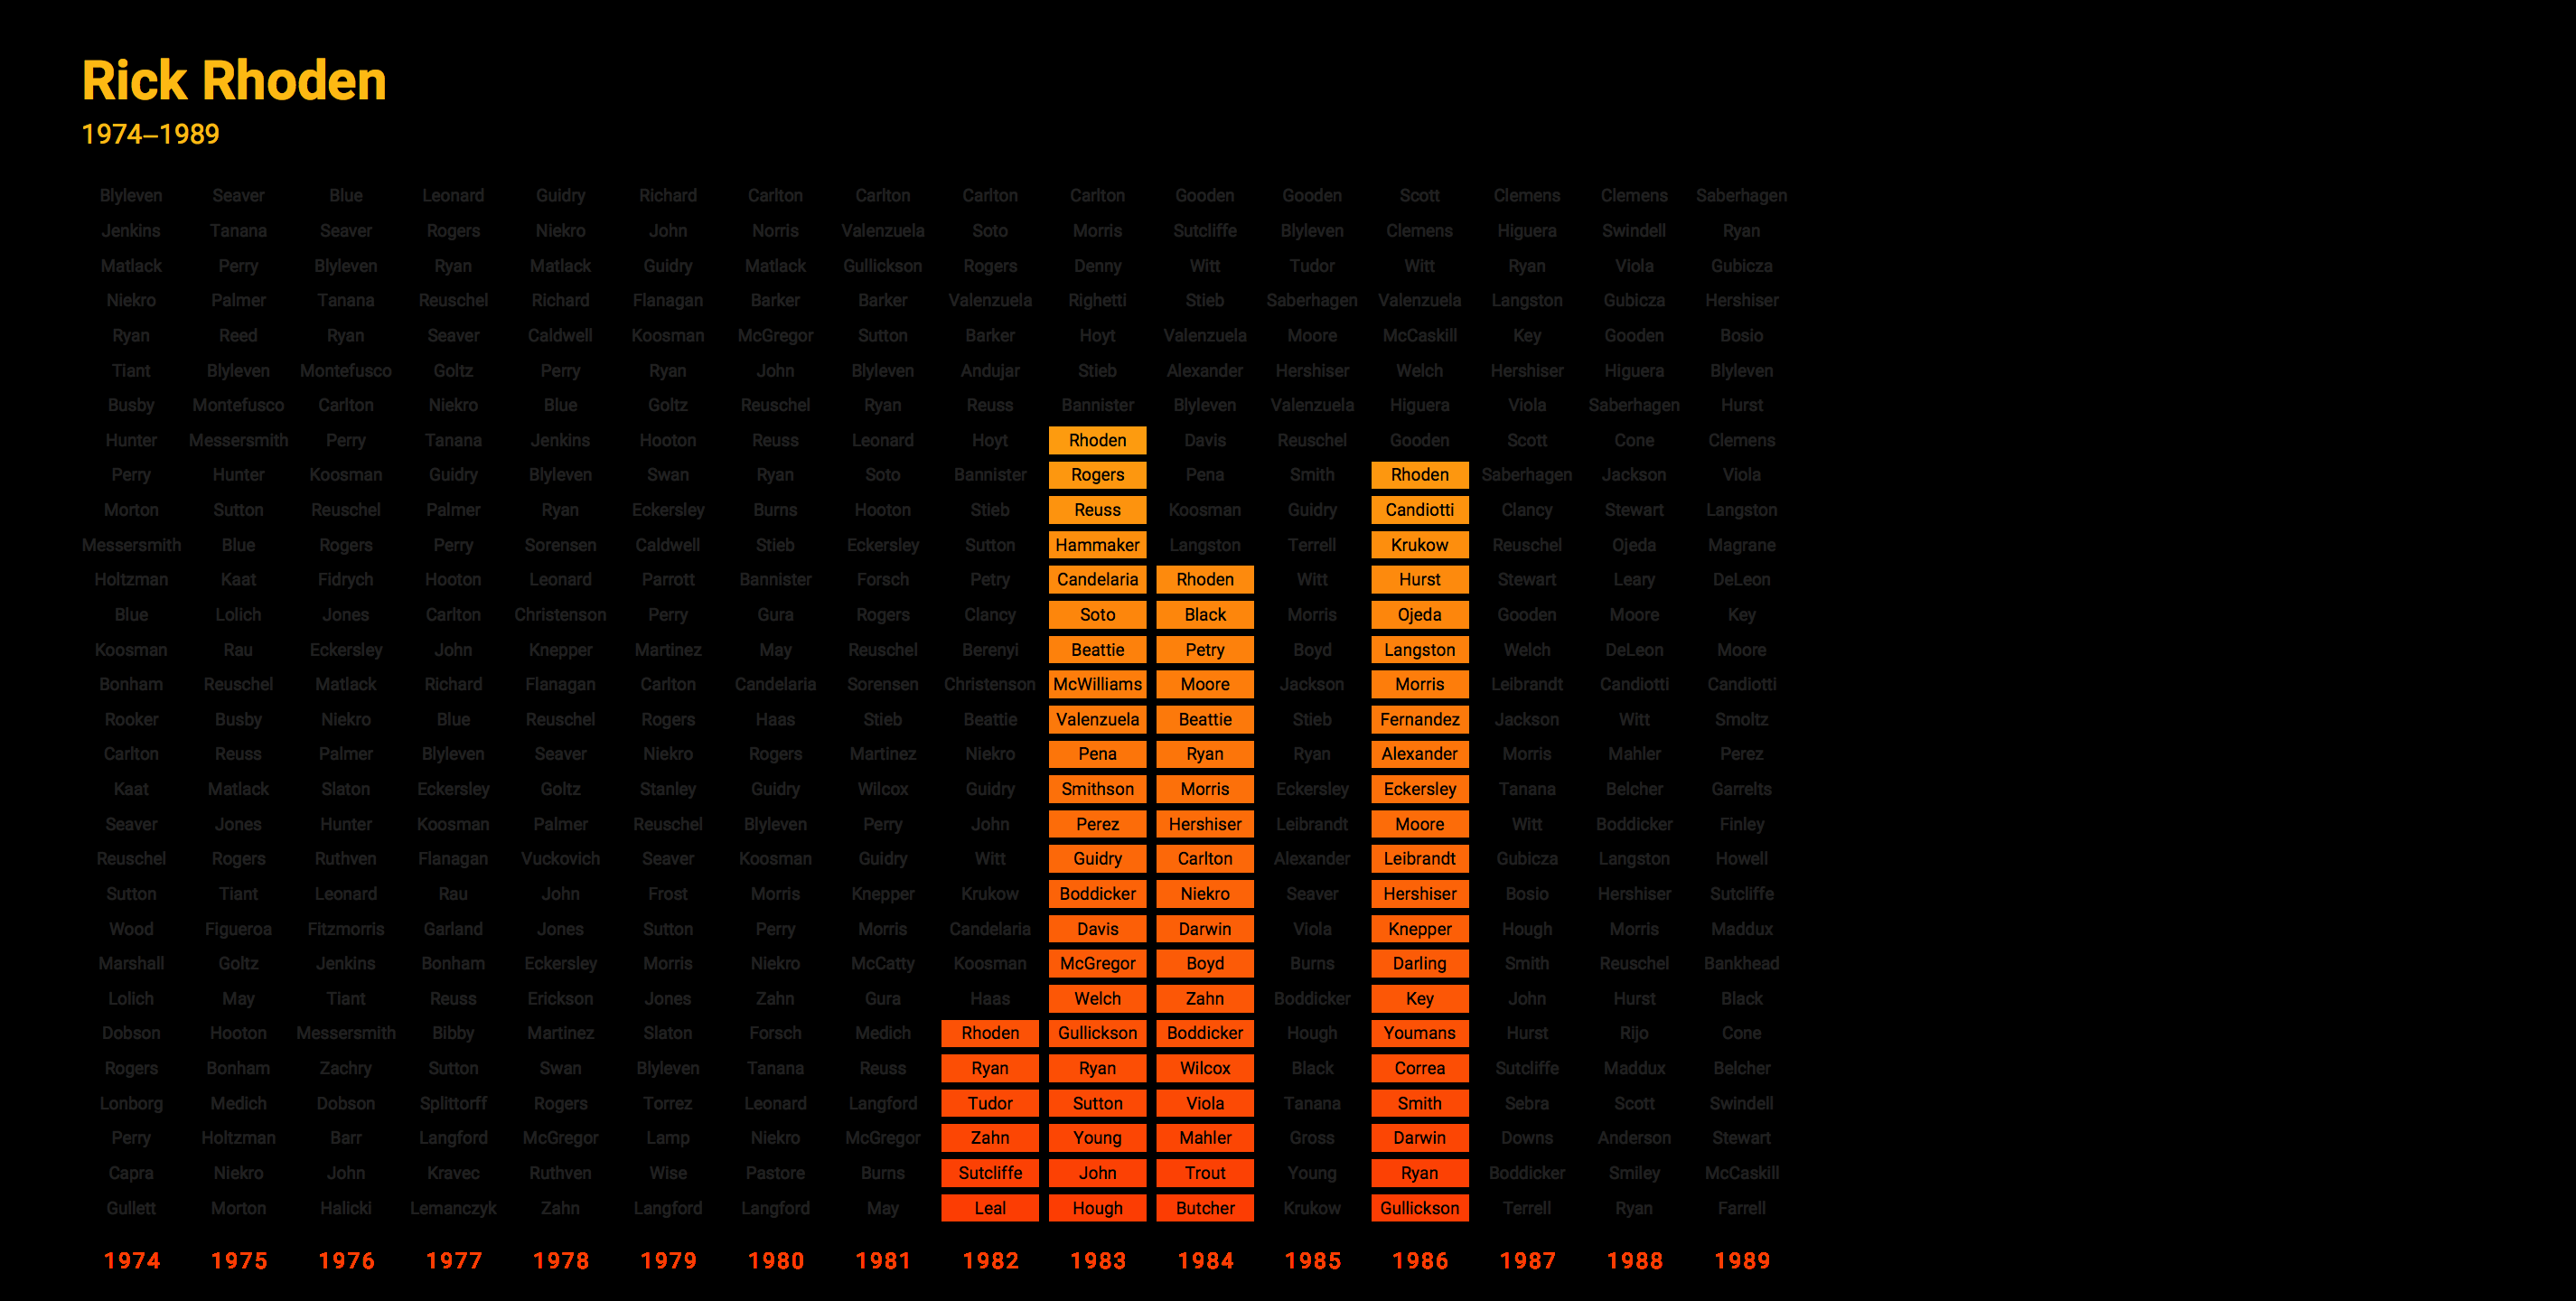 Rick Rhoden
1974–1989
Blyleven Seaver Blue Leonard Guidry Richard Carlton Carlton Carlton Carlton Gooden Gooden Scott Clemens Clemens Saberhagen
Jenkins Tanana Seaver Rogers Niekro John Norris Valenzuela Soto Morris Sutcliffe Blyleven Clemens Higuera Swindell Ryan
Matlack Perry Blyleven Ryan Matlack Guidry Matlack Gullickson Rogers Denny Witt Tudor Witt Ryan Viola Gubicza
Niekro Palmer Tanana Reuschel Richard Flanagan Barker Barker Valenzuela Righetti Stieb Saberhagen Valenzuela Langston Gubicza Hershiser
Ryan Reed Ryan Seaver Caldwell Koosman McGregor Sutton Barker Hoyt Valenzuela Moore McCaskill Key Gooden Bosio
Tiant Blyleven Montefusco Goltz Perry Ryan John Blyleven Andujar Stieb Alexander Hershiser Welch Hershiser Higuera Blyleven
Busby Montefusco Carlton Niekro Blue Goltz Reuschel Ryan Reuss Bannister Blyleven Valenzuela Higuera Viola Saberhagen Hurst
Hunter Messersmith Perry Tanana Jenkins Hooton Reuss Leonard Hoyt Rhoden Davis Reuschel Gooden Scott Cone Clemens
Perry Hunter Koosman Guidry Blyleven Swan Ryan Soto Bannister Rogers Pena Smith Rhoden Saberhagen Jackson Viola
Morton Sutton Reuschel Palmer Ryan Eckersley Burns Hooton Stieb Reuss Koosman Guidry Candiotti Clancy Stewart Langston
Messersmith Blue Rogers Perry Sorensen Caldwell Stieb Eckersley Sutton Hammaker Langston Terrell Krukow Reuschel Ojeda Magrane
Holtzman Kaat Fidrych Hooton Leonard Parrott Bannister Forsch Petry Candelaria Rhoden Witt Hurst Stewart Leary DeLeon
Blue Lolich Jones Carlton Christenson Perry Gura Rogers Clancy Soto Black Morris Ojeda Gooden Moore Key
Koosman Rau Eckersley John Knepper Martinez May Reuschel Berenyi Beattie Petry Boyd Langston Welch DeLeon Moore
Bonham Reuschel Matlack Richard Flanagan Carlton Candelaria Sorensen Christenson McWilliams Moore Jackson Morris Leibrandt Candiotti Candiotti
Rooker Busby Niekro Blue Reuschel Rogers Haas Stieb Beattie Valenzuela Beattie Stieb Fernandez Jackson Witt Smoltz
Carlton Reuss Palmer Blyleven Seaver Niekro Rogers Martinez Niekro Pena Ryan Ryan Alexander Morris Mahler Perez
Kaat Matlack Slaton Eckersley Goltz Stanley Guidry Wilcox Guidry Smithson Morris Eckersley Eckersley Tanana Belcher Garrelts
Seaver Jones Hunter Koosman Palmer Reuschel Blyleven Perry John Perez Hershiser Leibrandt Moore Witt Boddicker Finley
Reuschel Rogers Ruthven Flanagan Vuckovich Seaver Koosman Guidry Witt Guidry Carlton Alexander Leibrandt Gubicza Langston Howell
Sutton Tiant Leonard Rau John Frost Morris Knepper Krukow Boddicker Niekro Seaver Hershiser Bosio Hershiser Sutcliffe
Wood Figueroa Fitzmorris Garland Jones Sutton Perry Morris Candelaria Davis Darwin Viola Knepper Hough Morris Maddux
Marshall Goltz Jenkins Bonham Eckersley Morris Niekro McCatty Koosman McGregor Boyd Burns Darling Smith Reuschel Bankhead
Lolich May Tiant Reuss Erickson Jones Zahn Gura Haas Welch Zahn Boddicker Key John Hurst Black
Dobson Hooton Messersmith Bibby Martinez Slaton Forsch Medich Rhoden Gullickson Boddicker Hough Youmans Hurst Rijo Cone
Rogers Bonham Zachry Sutton Swan Blyleven Tanana Reuss Ryan Ryan Wilcox Black Correa Sutcliffe Maddux Belcher
Lonborg Medich Dobson Splittorff Rogers Torrez Leonard Langford Tudor Sutton Viola Tanana Smith Sebra Scott Swindell
Perry Holtzman Barr Langford McGregor Lamp Niekro McGregor Zahn Young Mahler Gross Darwin Downs Anderson Stewart
Capra Niekro John Kravec Ruthven Wise Pastore Burns Sutcliffe John Trout Young Ryan Boddicker Smiley McCaskill
Gullett Morton Halicki Lemanczyk Zahn Langford Langford May Leal Hough Butcher Krukow Gullickson Terrell Ryan Farrell
1974 1975 1976 1977 1978 1979 1980 1981 1982 1983 1984 1985 1986 1987 1988 1989